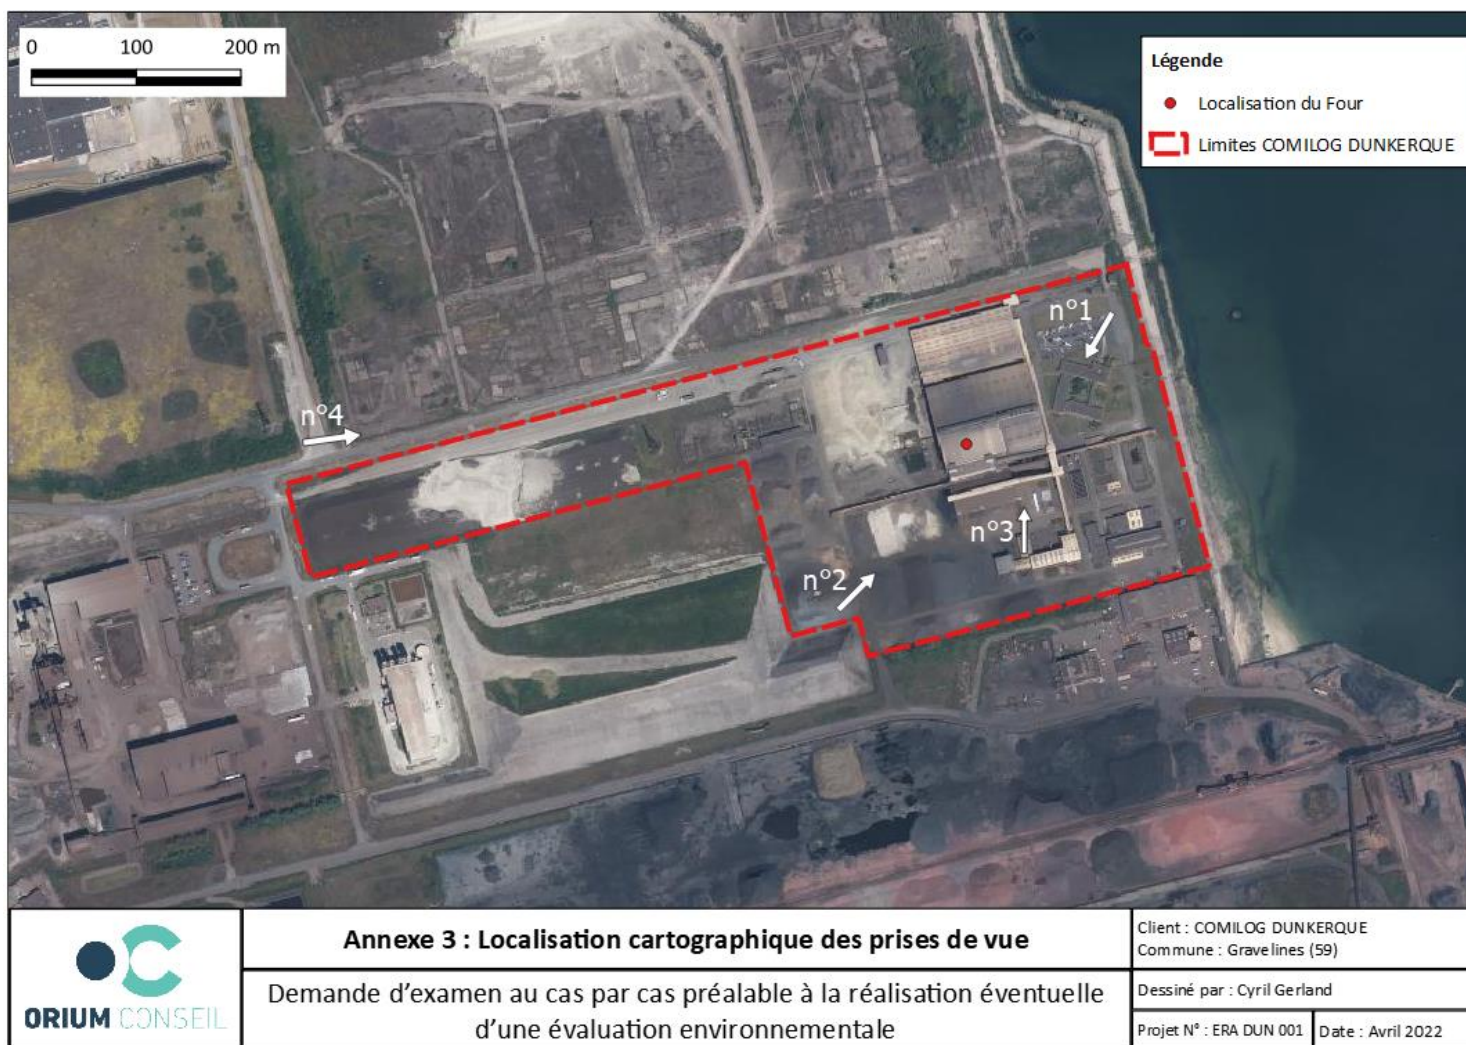 0 100 200 m
Légende
Localisation du Four
Limites COMILOG DUNKERQUE
n°1
n°4
n°3
n°2
ORIUM CONSEIL
Annexe 3 : Localisation cartographique des prises de vue
Demande d'examen au cas par cas préalable à la réalisation éventuelle
d'une évaluation environnementale
Client : COMILOG DUNKERQUE
Commune : Gravelines (59)
Dessiné par : Cyril Gerland
Projet N° : ERA DUN 001 Date : Avril 2022